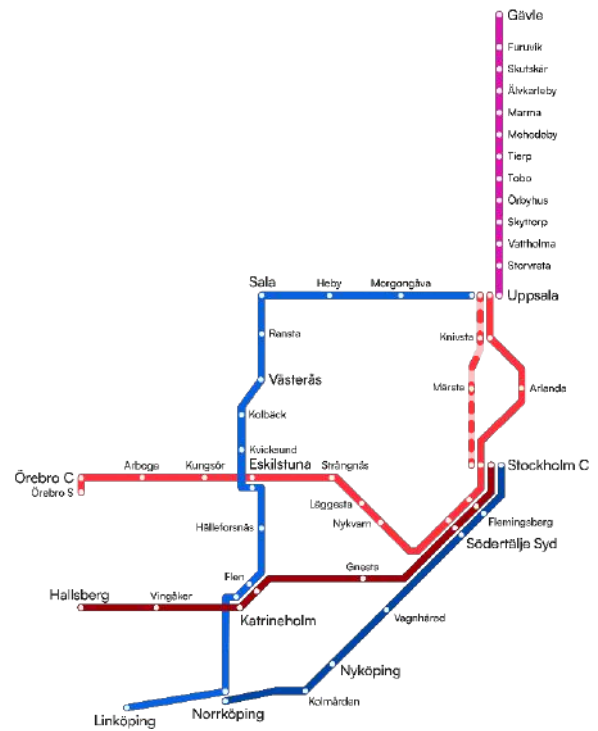 Gävle
Furuvik
Skutskär
Älvkarleby
Marma
Mehedeby
Tierp
Tobo
Örbyhus
Skyttorp
Vattholma
Storvreta
Sala
Heby
Morgongåva
Uppsala
Ransta
Knivsta
Västerås
Märsta
Arlanda
Kolbäck
Kvicksund
Eskilstuna
Strängnäs
Stockholm C
Örebro C
Arboga
Kungsör
Örebro S
Läggesta
Nykvarn
Flemingsberg
Hälleforsnäs
Södertälje Syd
Flen
Gnesta
Hallsberg
Vingåker
Katrineholm
Vagnhärad
Nyköping
Kolmården
Linköping
Norrköping